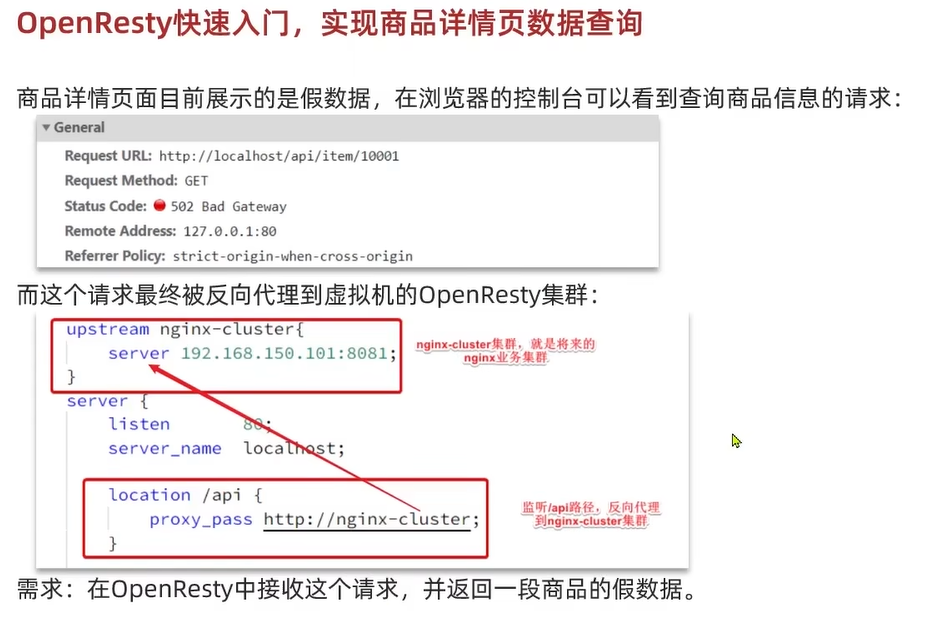 OpenResty快速入门，实现商品详情页数据查询
商品详情页面目前展示的是假数据，在浏览器的控制台可以看到查询商品信息的请求：
▼ General
Request URL: http://localhost/api/item/10001
Request Method: GET
Status Code: 502 Bad Gateway
Remote Address: 127.0.0.1:80
Referrer Policy: strict-origin-when-cross-origin
而这个请求最终被反向代理到虚拟机的OpenResty集群：
upstream nginx-cluster{
server 192.168.150.101:8081;
}
nginx-cluster集群，就是将来的
nginx业务集群
server {
listen 80;
server_name localhost;
location /api {
proxy_pass http://nginx-cluster;
}
监听/api路径，反向代理
到nginx-cluster集群
需求：在OpenResty中接收这个请求，并返回一段商品的假数据。